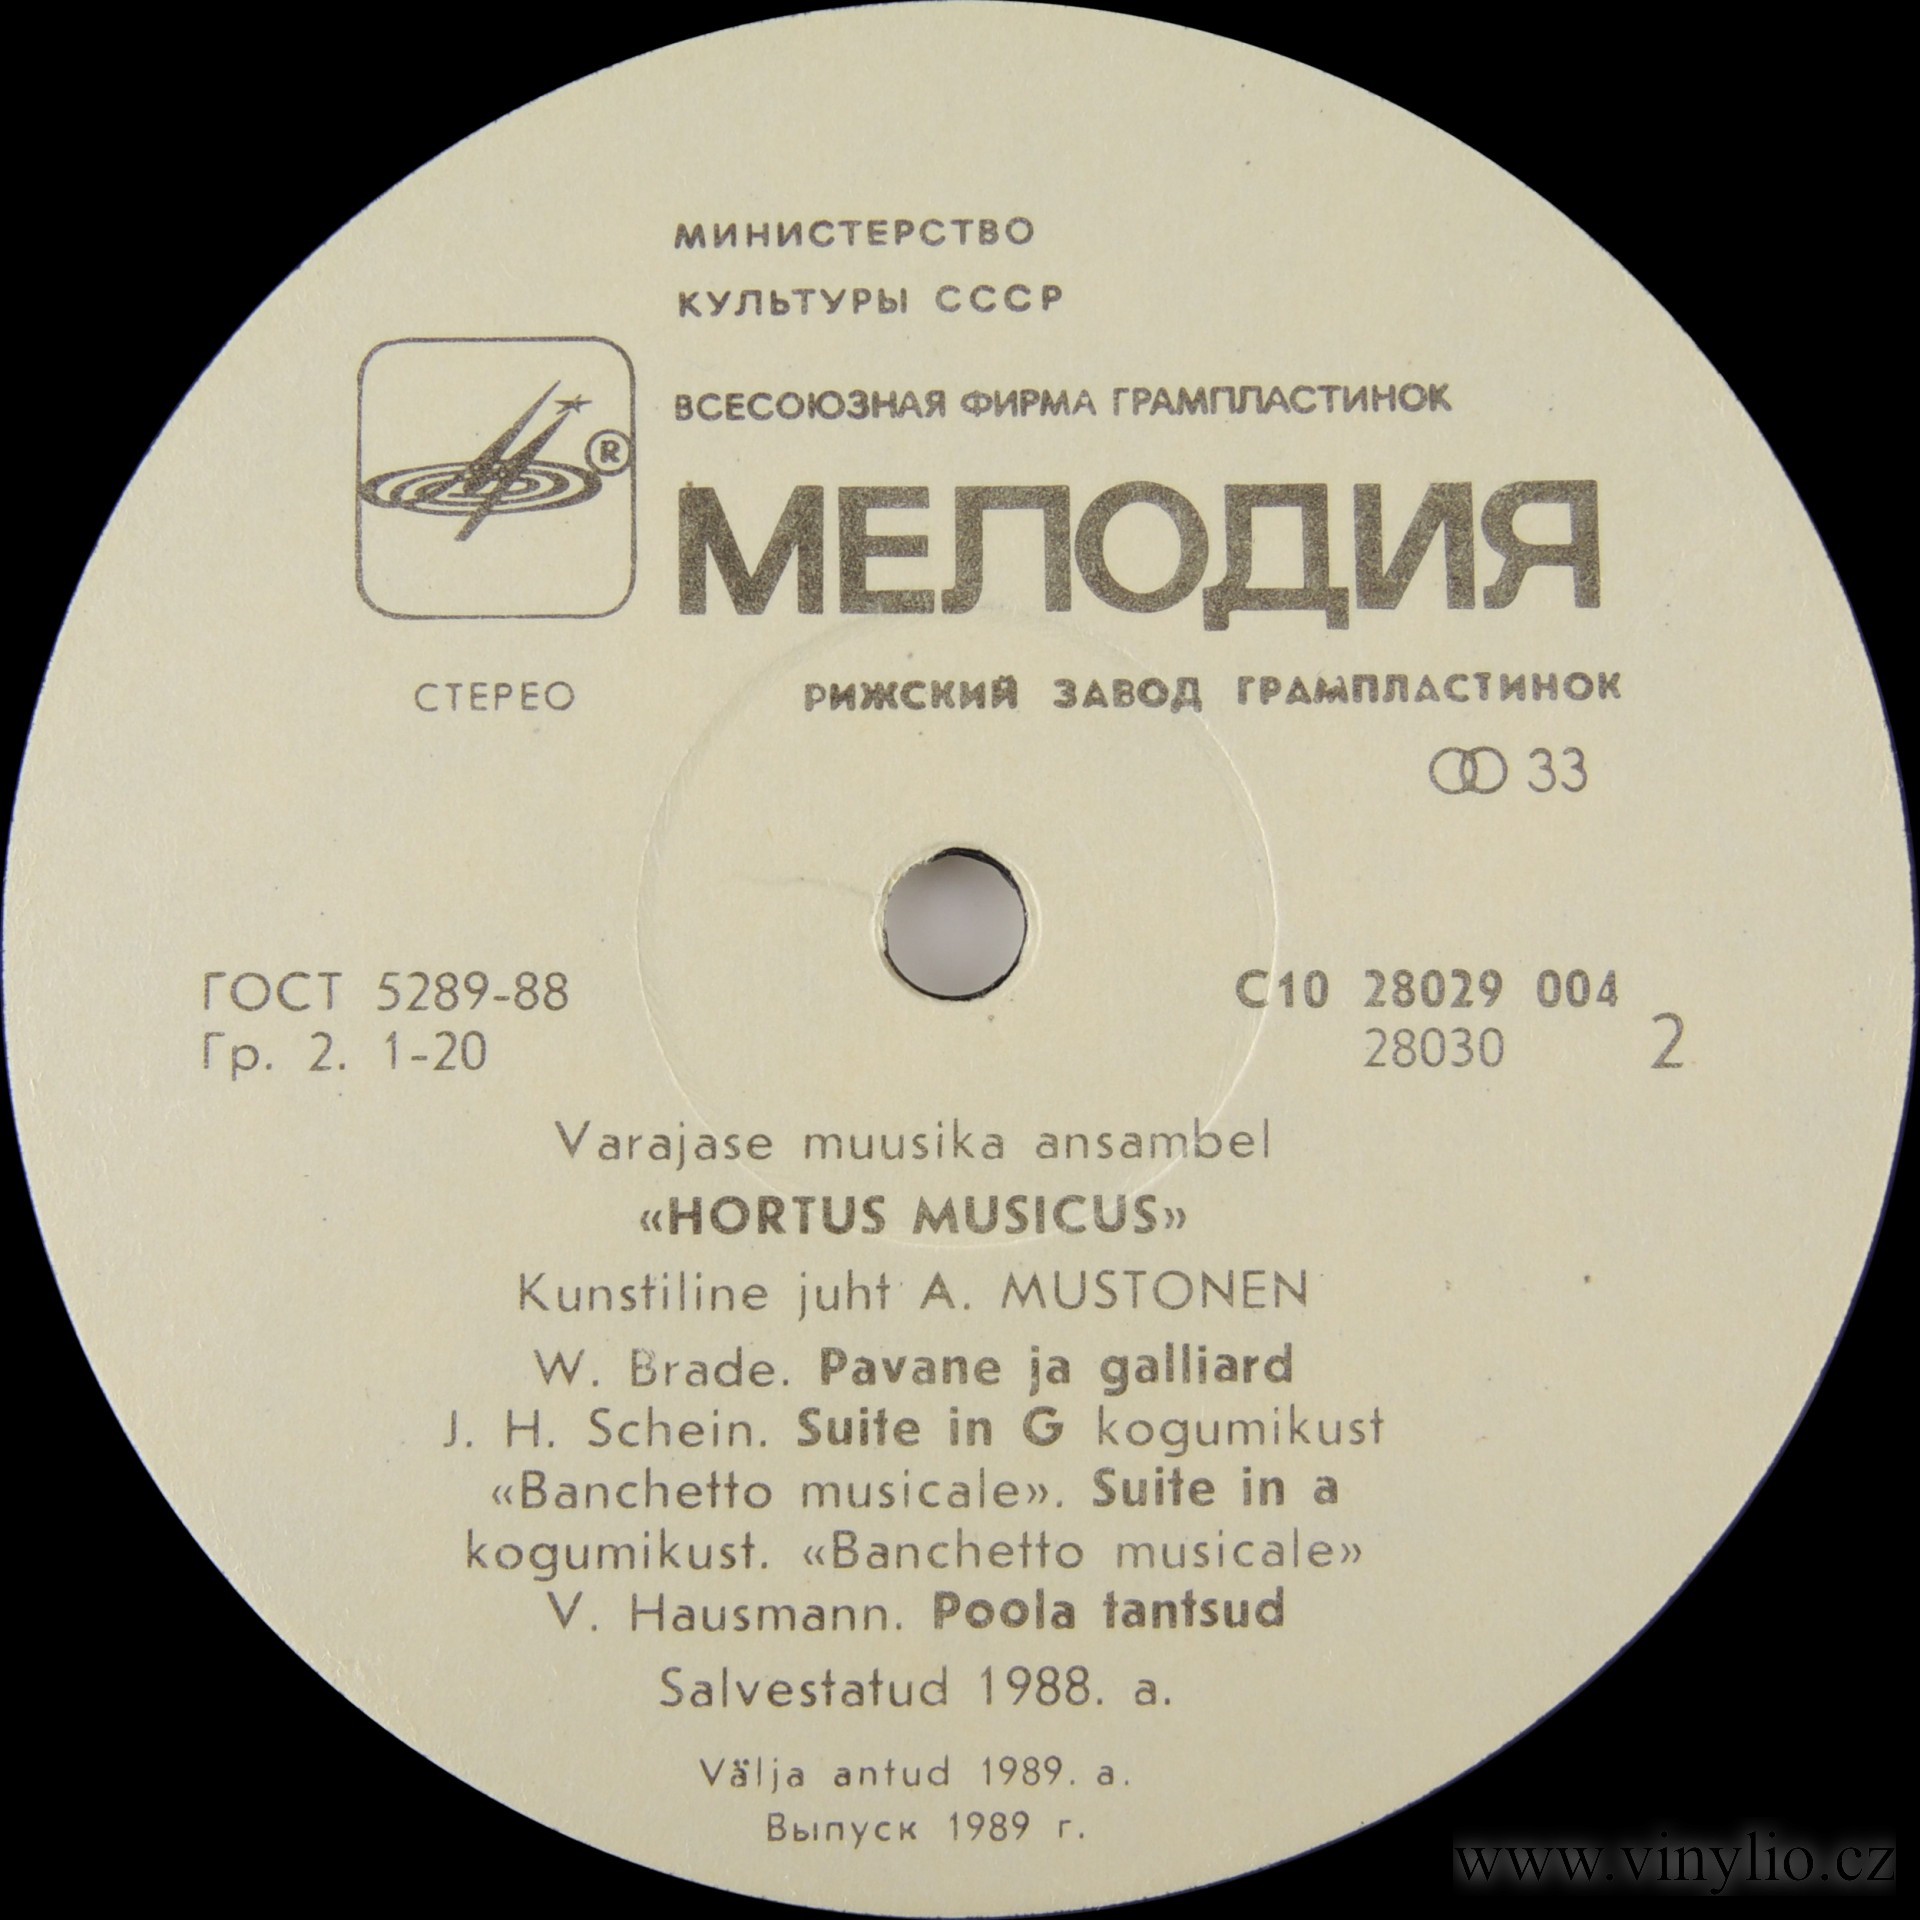 МИНИСТЕРСТВО
КУЛЬТУРЫ СССР
ВСЕСОЮЗНАЯ ФИРМА ГРАМПЛАСТИНОК
®
МЕЛОДИЯ
СТЕРЕО
РИЖСКИЙ ЗАВОД ГРАМПЛАСТИНОК
33
ГОСТ 5289-88
Гр. 2. 1-20
С10 28029 004
28030
2
Varajase muusika ansambel
«HORTUS MUSICUS»
Kunstiline juht A. MUSTONEN
W. Brade. Pavane ja galliard
J. H. Schein. Suite in G kogumikust
«Banchetto musicale». Suite in a
kogumikust. «Banchetto musicale»
V. Hausmann. Poola tantsud
Salvestatud 1988. a.
Välja antud 1989. a.
Выпуск 1989 г.
www.vinylio.cz